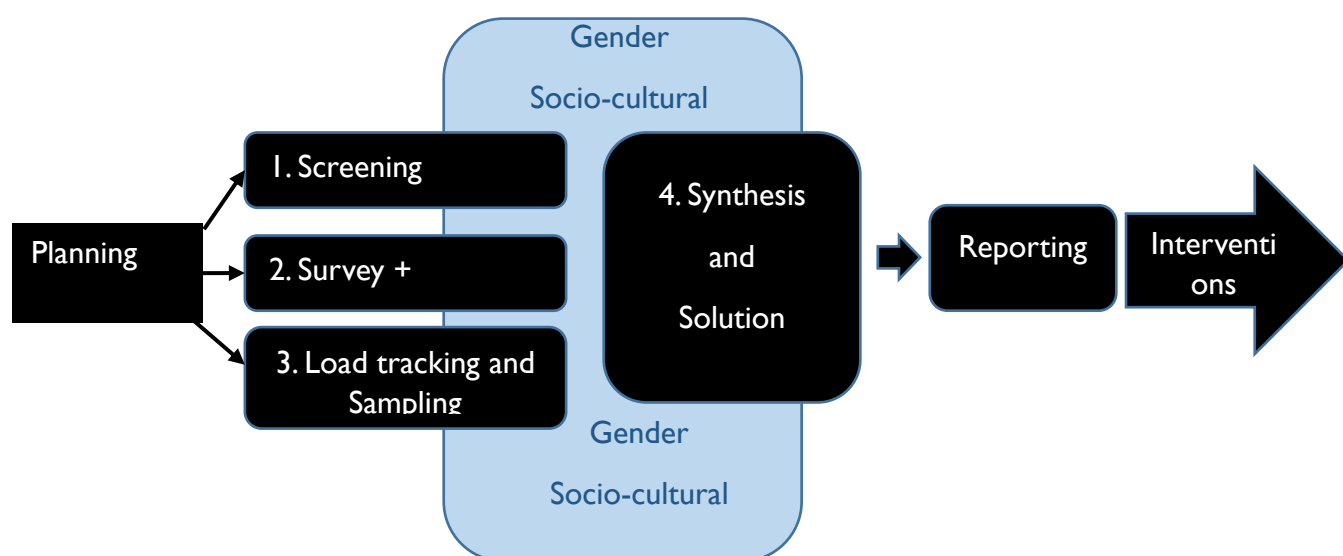 Gender
Socio-cultural
Planning
1. Screening
2. Survey +
3. Load tracking and
Sampling
4. Synthesis
and
Solution
Reporting
Interventi
ons
Gender
Socio-cultural